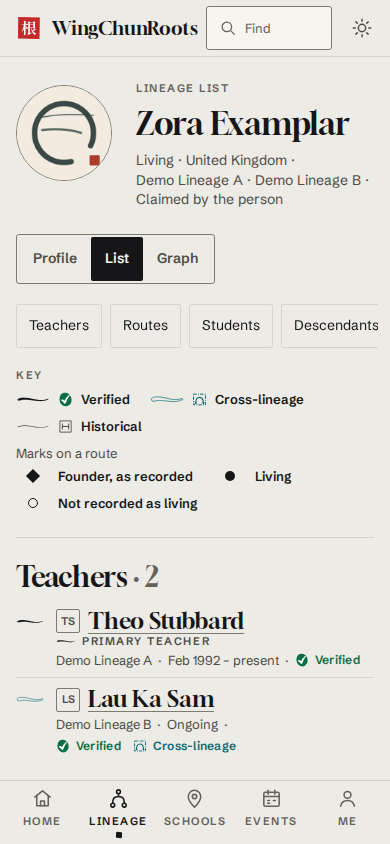 根 WingChunRoots Find
LINEAGE LIST
Zora Examplar
Living · United Kingdom ·
Demo Lineage A · Demo Lineage B ·
Claimed by the person
Profile List Graph
Teachers Routes Students Descendants
KEY
Verified Cross-lineage
H Historical
Marks on a route
Founder, as recorded Living
Not recorded as living
Teachers · 2
TS Theo Stubbard
PRIMARY TEACHER
Demo Lineage A · Feb 1992 – present · Verified
LS Lau Ka Sam
Demo Lineage B · Ongoing ·
Verified Cross-lineage
HOME LINEAGE SCHOOLS EVENTS ME